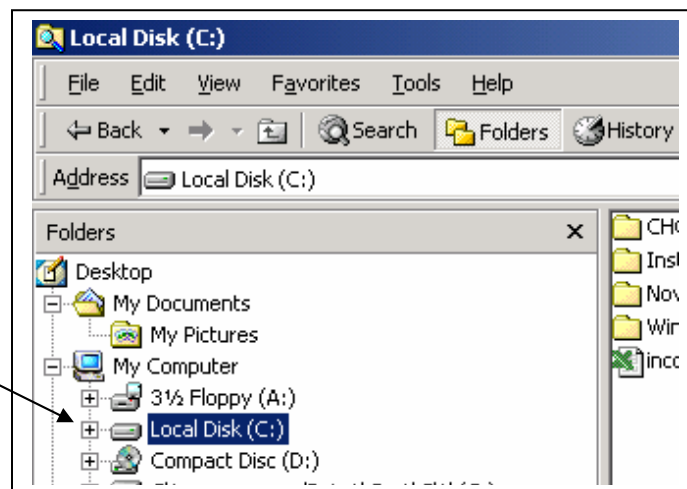 Local Disk (C:)
File Edit View Favorites Tools Help
Back Search Folders History
Address Local Disk (C:)
Folders x
Desktop
My Documents
My Pictures
My Computer
3½ Floppy (A:)
Local Disk (C:)
Compact Disc (D:)